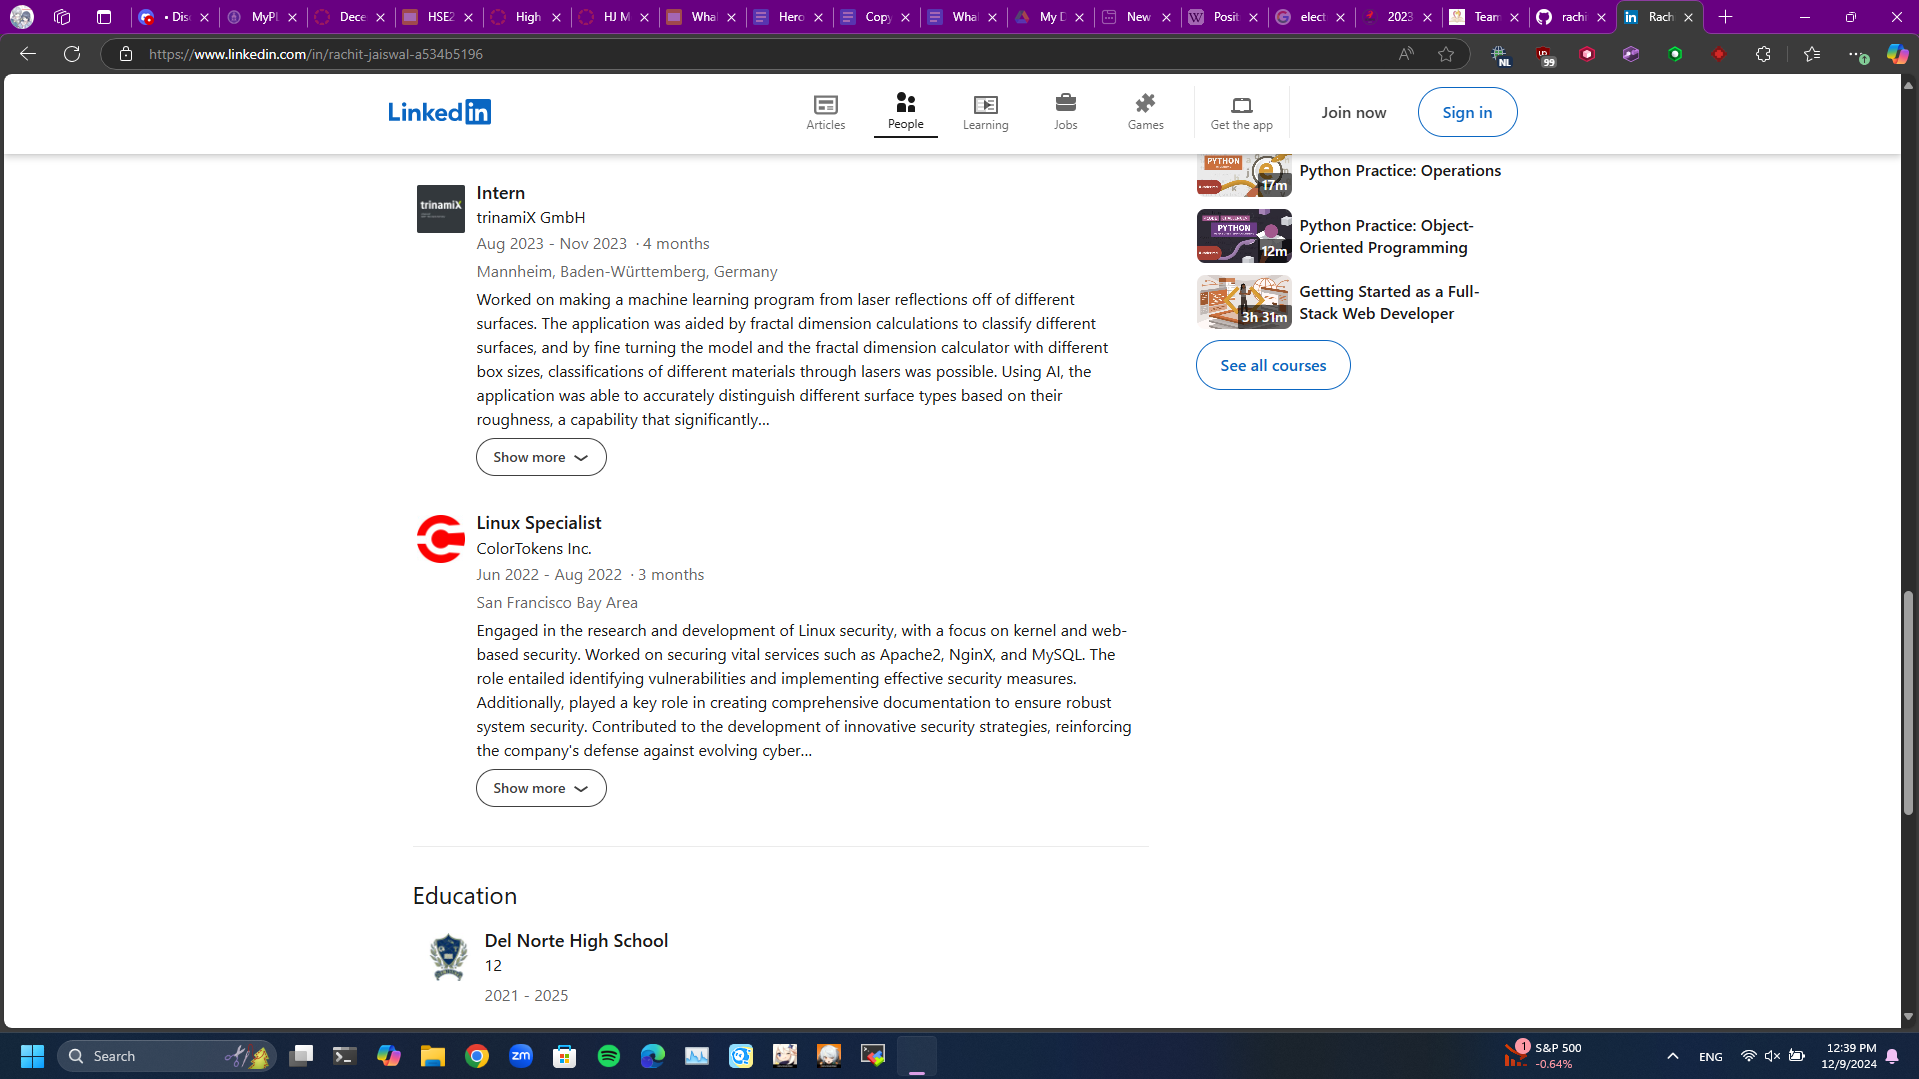 • Disc
MyPL
Dece
HSE2
High
HJ M
Wha
Hero
Copy
Wha
My D
New
Posit
elect
2023
Team
rachi
Rach
https://www.linkedin.com/in/rachit-jaiswal-a534b5196
NL
99
Linked in
Articles
People
Learning
Jobs
Games
Get the app
Join now
Sign in
trinamiX
Intern
trinamiX GmbH
Aug 2023 - Nov 2023 · 4 months
Mannheim, Baden-Württemberg, Germany
Worked on making a machine learning program from laser reflections off of different
surfaces. The application was aided by fractal dimension calculations to classify different
surfaces, and by fine turning the model and the fractal dimension calculator with different
box sizes, classifications of different materials through lasers was possible. Using AI, the
application was able to accurately distinguish different surface types based on their
roughness, a capability that significantly...
Show more
Linux Specialist
ColorTokens Inc.
Jun 2022 - Aug 2022 · 3 months
San Francisco Bay Area
Engaged in the research and development of Linux security, with a focus on kernel and web-
based security. Worked on securing vital services such as Apache2, NginX, and MySQL. The
role entailed identifying vulnerabilities and implementing effective security measures.
Additionally, played a key role in creating comprehensive documentation to ensure robust
system security. Contributed to the development of innovative security strategies, reinforcing
the company's defense against evolving cyber...
Show more
Education
Del Norte High School
12
2021 - 2025
PYTHON
17m
Python Practice: Operations
PYTHON
12m
Python Practice: Object-
Oriented Programming
3h 31m
Getting Started as a Full-
Stack Web Developer
See all courses
Search
zm
1
S&P 500
-0.64%
ENG
12:39 PM
12/9/2024